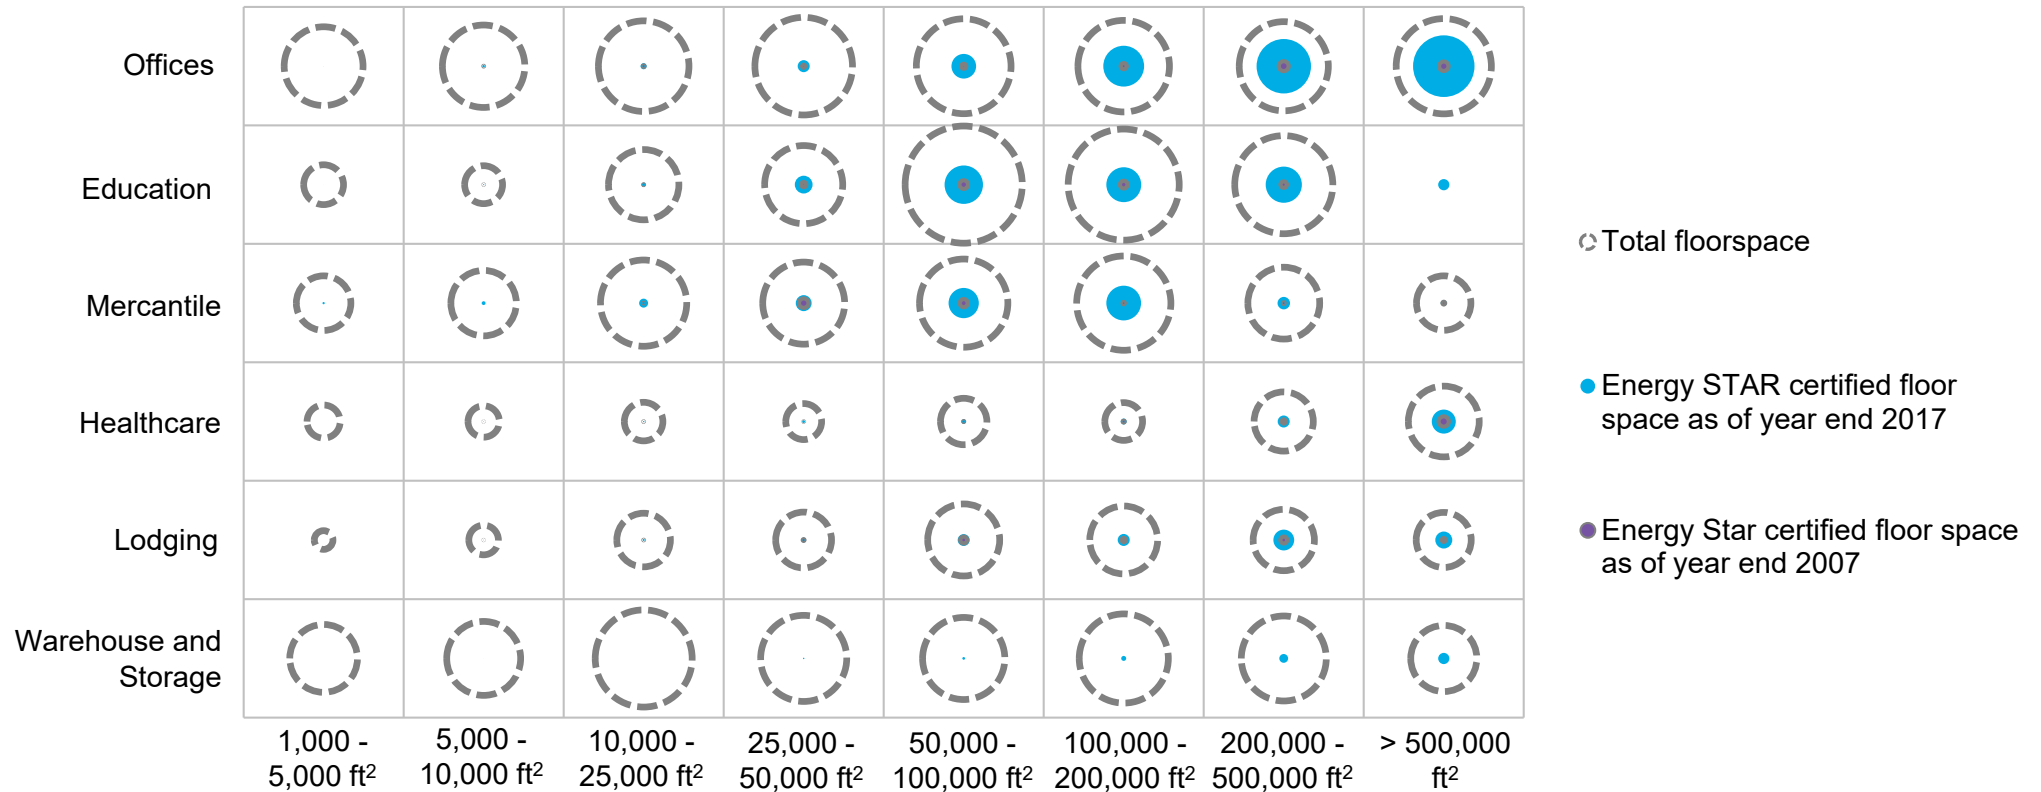 Offices
Education
Mercantile
Healthcare
Lodging
Warehouse and
Storage
1,000 -
5,000 ft²
5,000 -
10,000 ft²
10,000 -
25,000 ft²
25,000 -
50,000 ft²
50,000 -
100,000 ft²
100,000 -
200,000 ft²
200,000 -
500,000 ft²
> 500,000
ft²
Total floorspace
Energy STAR certified floor
space as of year end 2017
Energy Star certified floor space
as of year end 2007